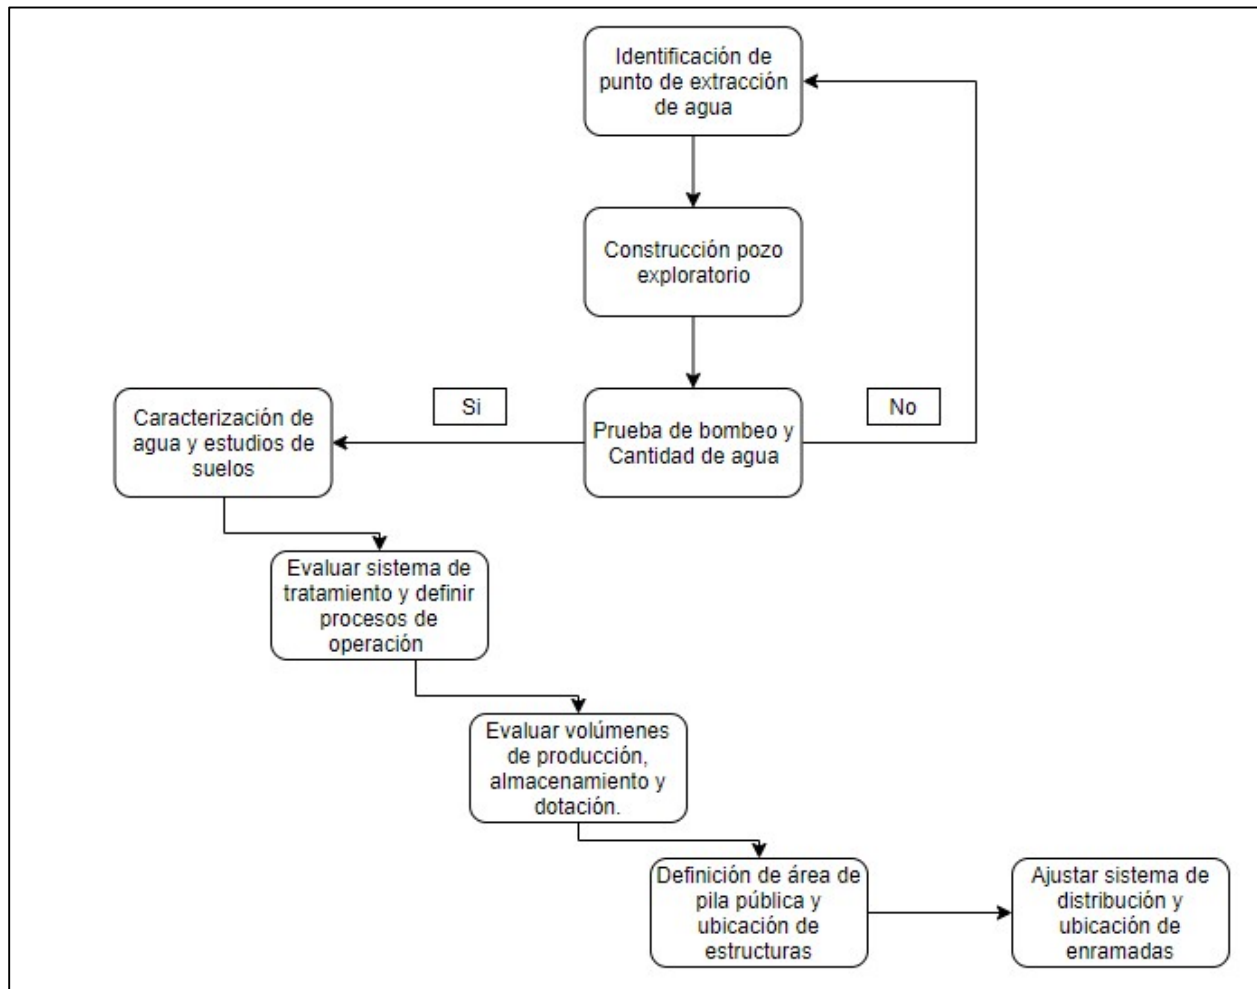 Identificación de
punto de extracción
de agua
Construcción pozo
exploratorio
Prueba de bombeo y
Cantidad de agua
Si
No
Caracterización de
agua y estudios de
suelos
Evaluar sistema de
tratamiento y definir
procesos de
operación
Evaluar volúmenes
de producción,
almacenamiento y
dotación.
Definición de área de
pila pública y
ubicación de
estructuras
Ajustar sistema de
distribución y
ubicación de
enramadas